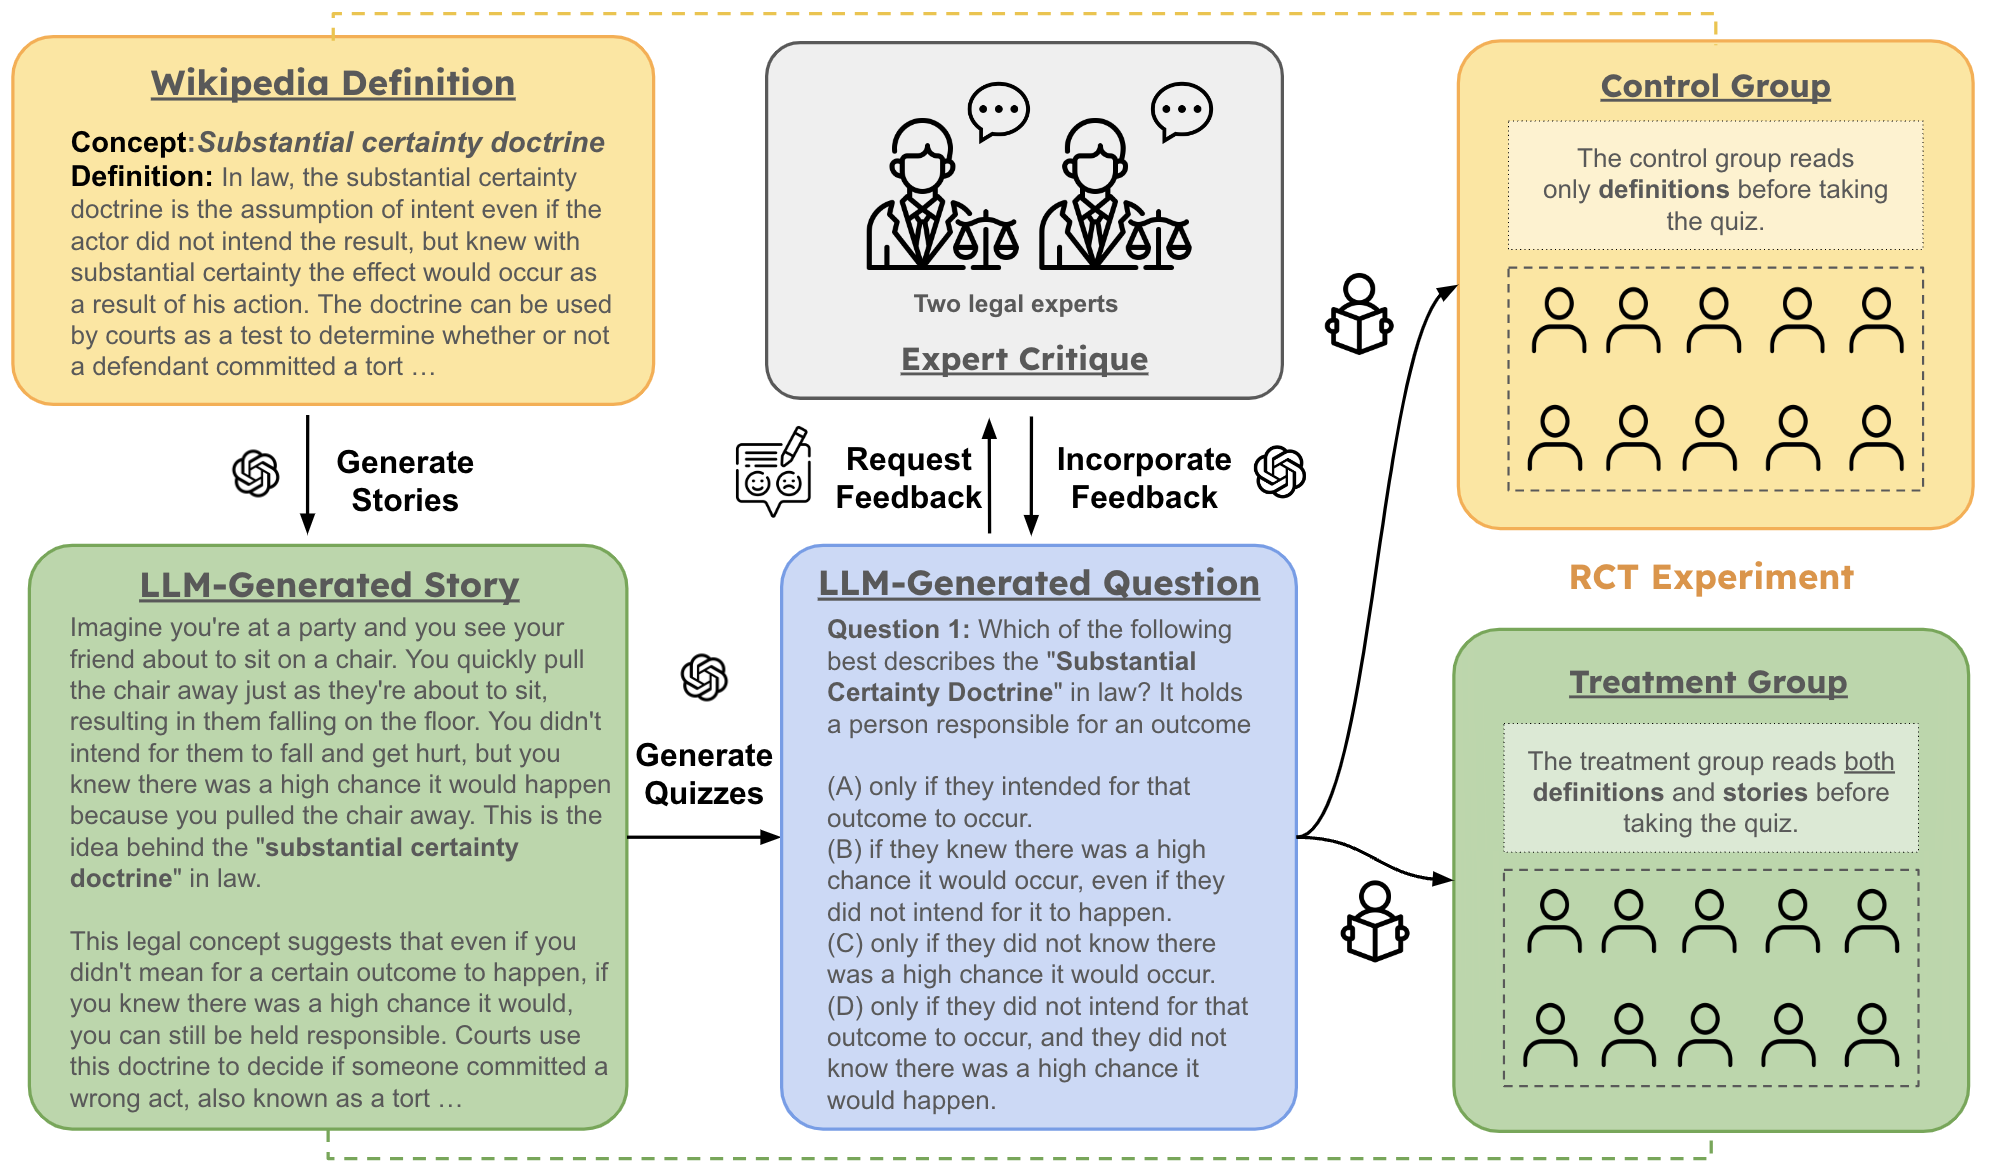 Wikipedia Definition
Concept:Substantial certainty doctrine
Definition: In law, the substantial certainty
doctrine is the assumption of intent even if the
actor did not intend the result, but knew with
substantial certainty the effect would occur as
a result of his action. The doctrine can be used
by courts as a test to determine whether or not
a defendant committed a tort …
Generate
Stories
LLM-Generated Story
Imagine you're at a party and you see your
friend about to sit on a chair. You quickly pull
the chair away just as they're about to sit,
resulting in them falling on the floor. You didn't
intend for them to fall and get hurt, but you
knew there was a high chance it would happen
because you pulled the chair away. This is the
idea behind the "substantial certainty
doctrine" in law.
This legal concept suggests that even if you
didn't mean for a certain outcome to happen, if
you knew there was a high chance it would,
you can still be held responsible. Courts use
this doctrine to decide if someone committed a
wrong act, also known as a tort …
Generate
Quizzes
Two legal experts
Expert Critique
Request
Feedback
Incorporate
Feedback
LLM-Generated Question
Question 1: Which of the following
best describes the "Substantial
Certainty Doctrine" in law? It holds
a person responsible for an outcome
(A) only if they intended for that
outcome to occur.
(B) if they knew there was a high
chance it would occur, even if they
did not intend for it to happen.
(C) only if they did not know there
was a high chance it would occur.
(D) only if they did not intend for that
outcome to occur, and they did not
know there was a high chance it
would happen.
Control Group
The control group reads
only definitions before taking
the quiz.
RCT Experiment
Treatment Group
The treatment group reads both
definitions and stories before
taking the quiz.